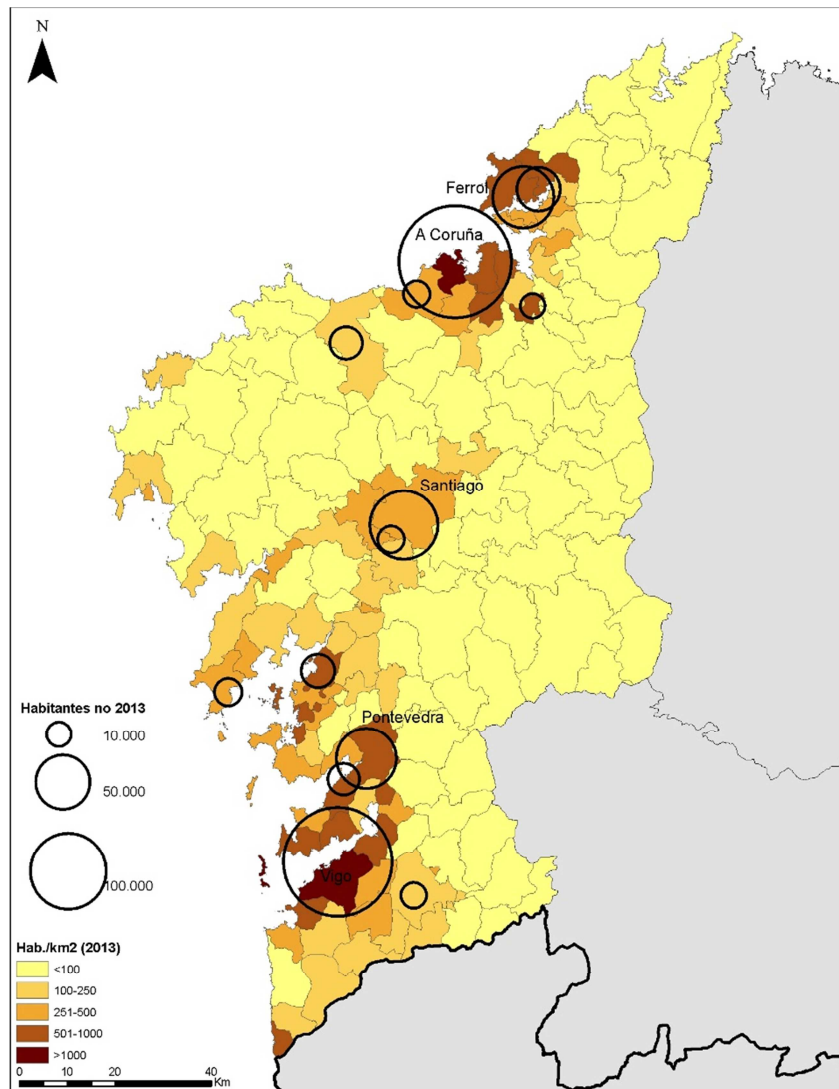 N
Ferrol
A Coruña
Santiago
Pontevedra
Vigo
Habitantes no 2013
10.000
50.000
100.000
Hab./km2 (2013)
<100
100-250
251-500
501-1000
>1000
0 10 20 40
Km